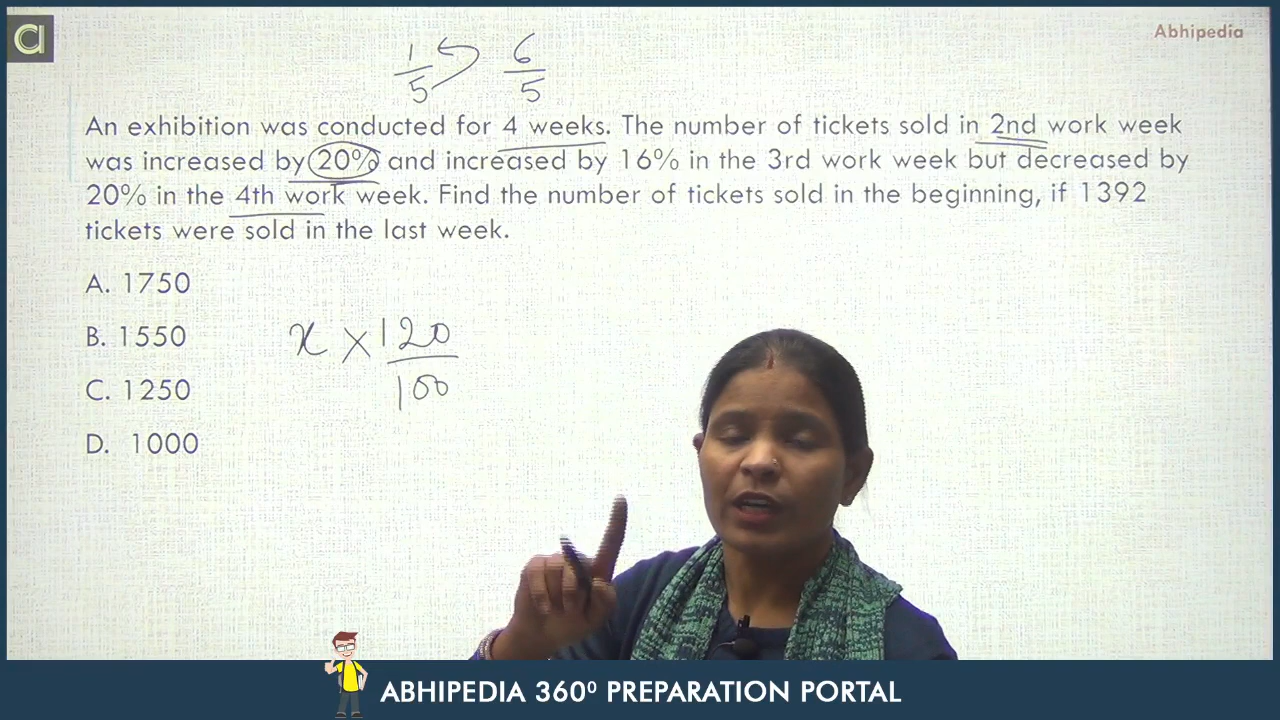 Abhipedia
1/5 6/5
An exhibition was conducted for 4 weeks. The number of tickets sold in 2nd work week
was increased by 20% and increased by 16% in the 3rd work week but decreased by
20% in the 4th work week. Find the number of tickets sold in the beginning, if 1392
tickets were sold in the last week.
A. 1750
B. 1550
C. 1250
D. 1000
x × 120/100
ABHIPEDIA 360⁰ PREPARATION PORTAL